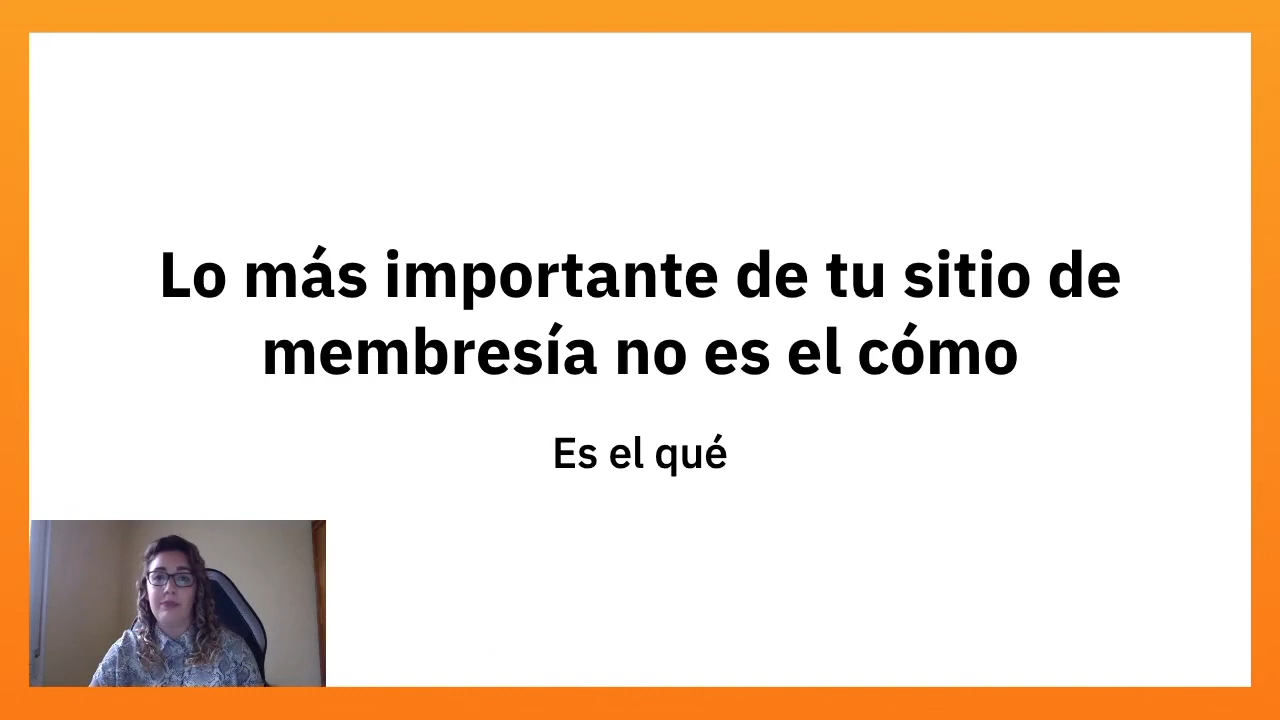 Lo más importante de tu sitio de
membresía no es el cómo
Es el qué